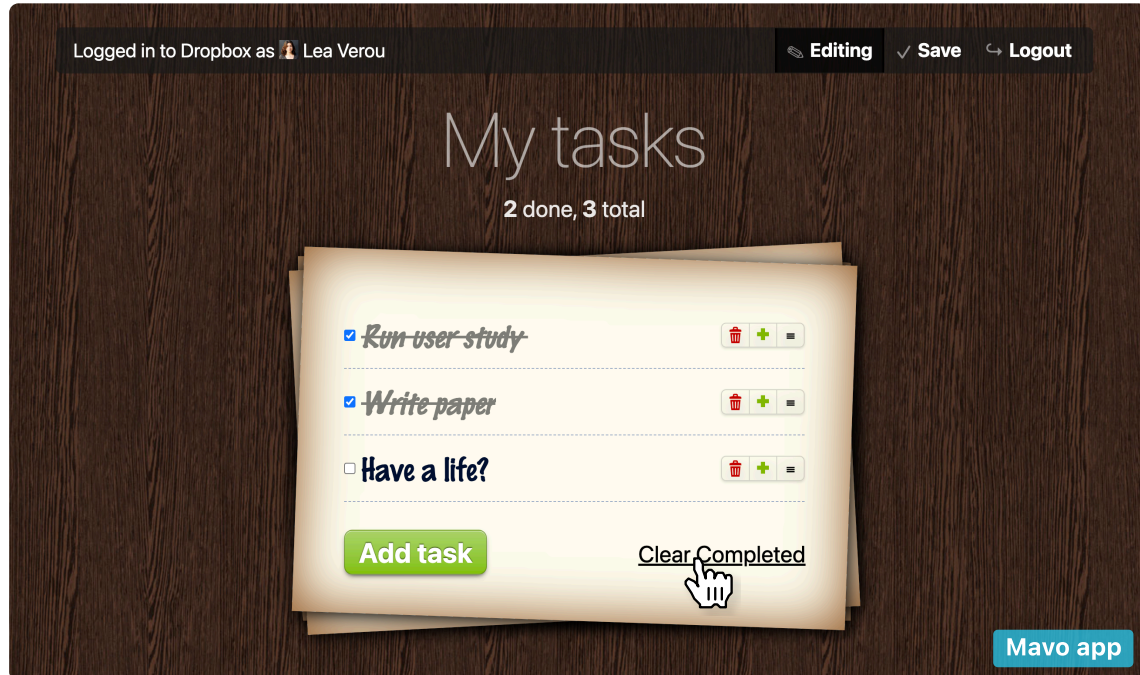 Logged in to Dropbox as Lea Verou
Editing
Save
Logout
My tasks
2 done, 3 total
Run user study
Write paper
Have a life?
Add task
Clear Completed
Mavo app